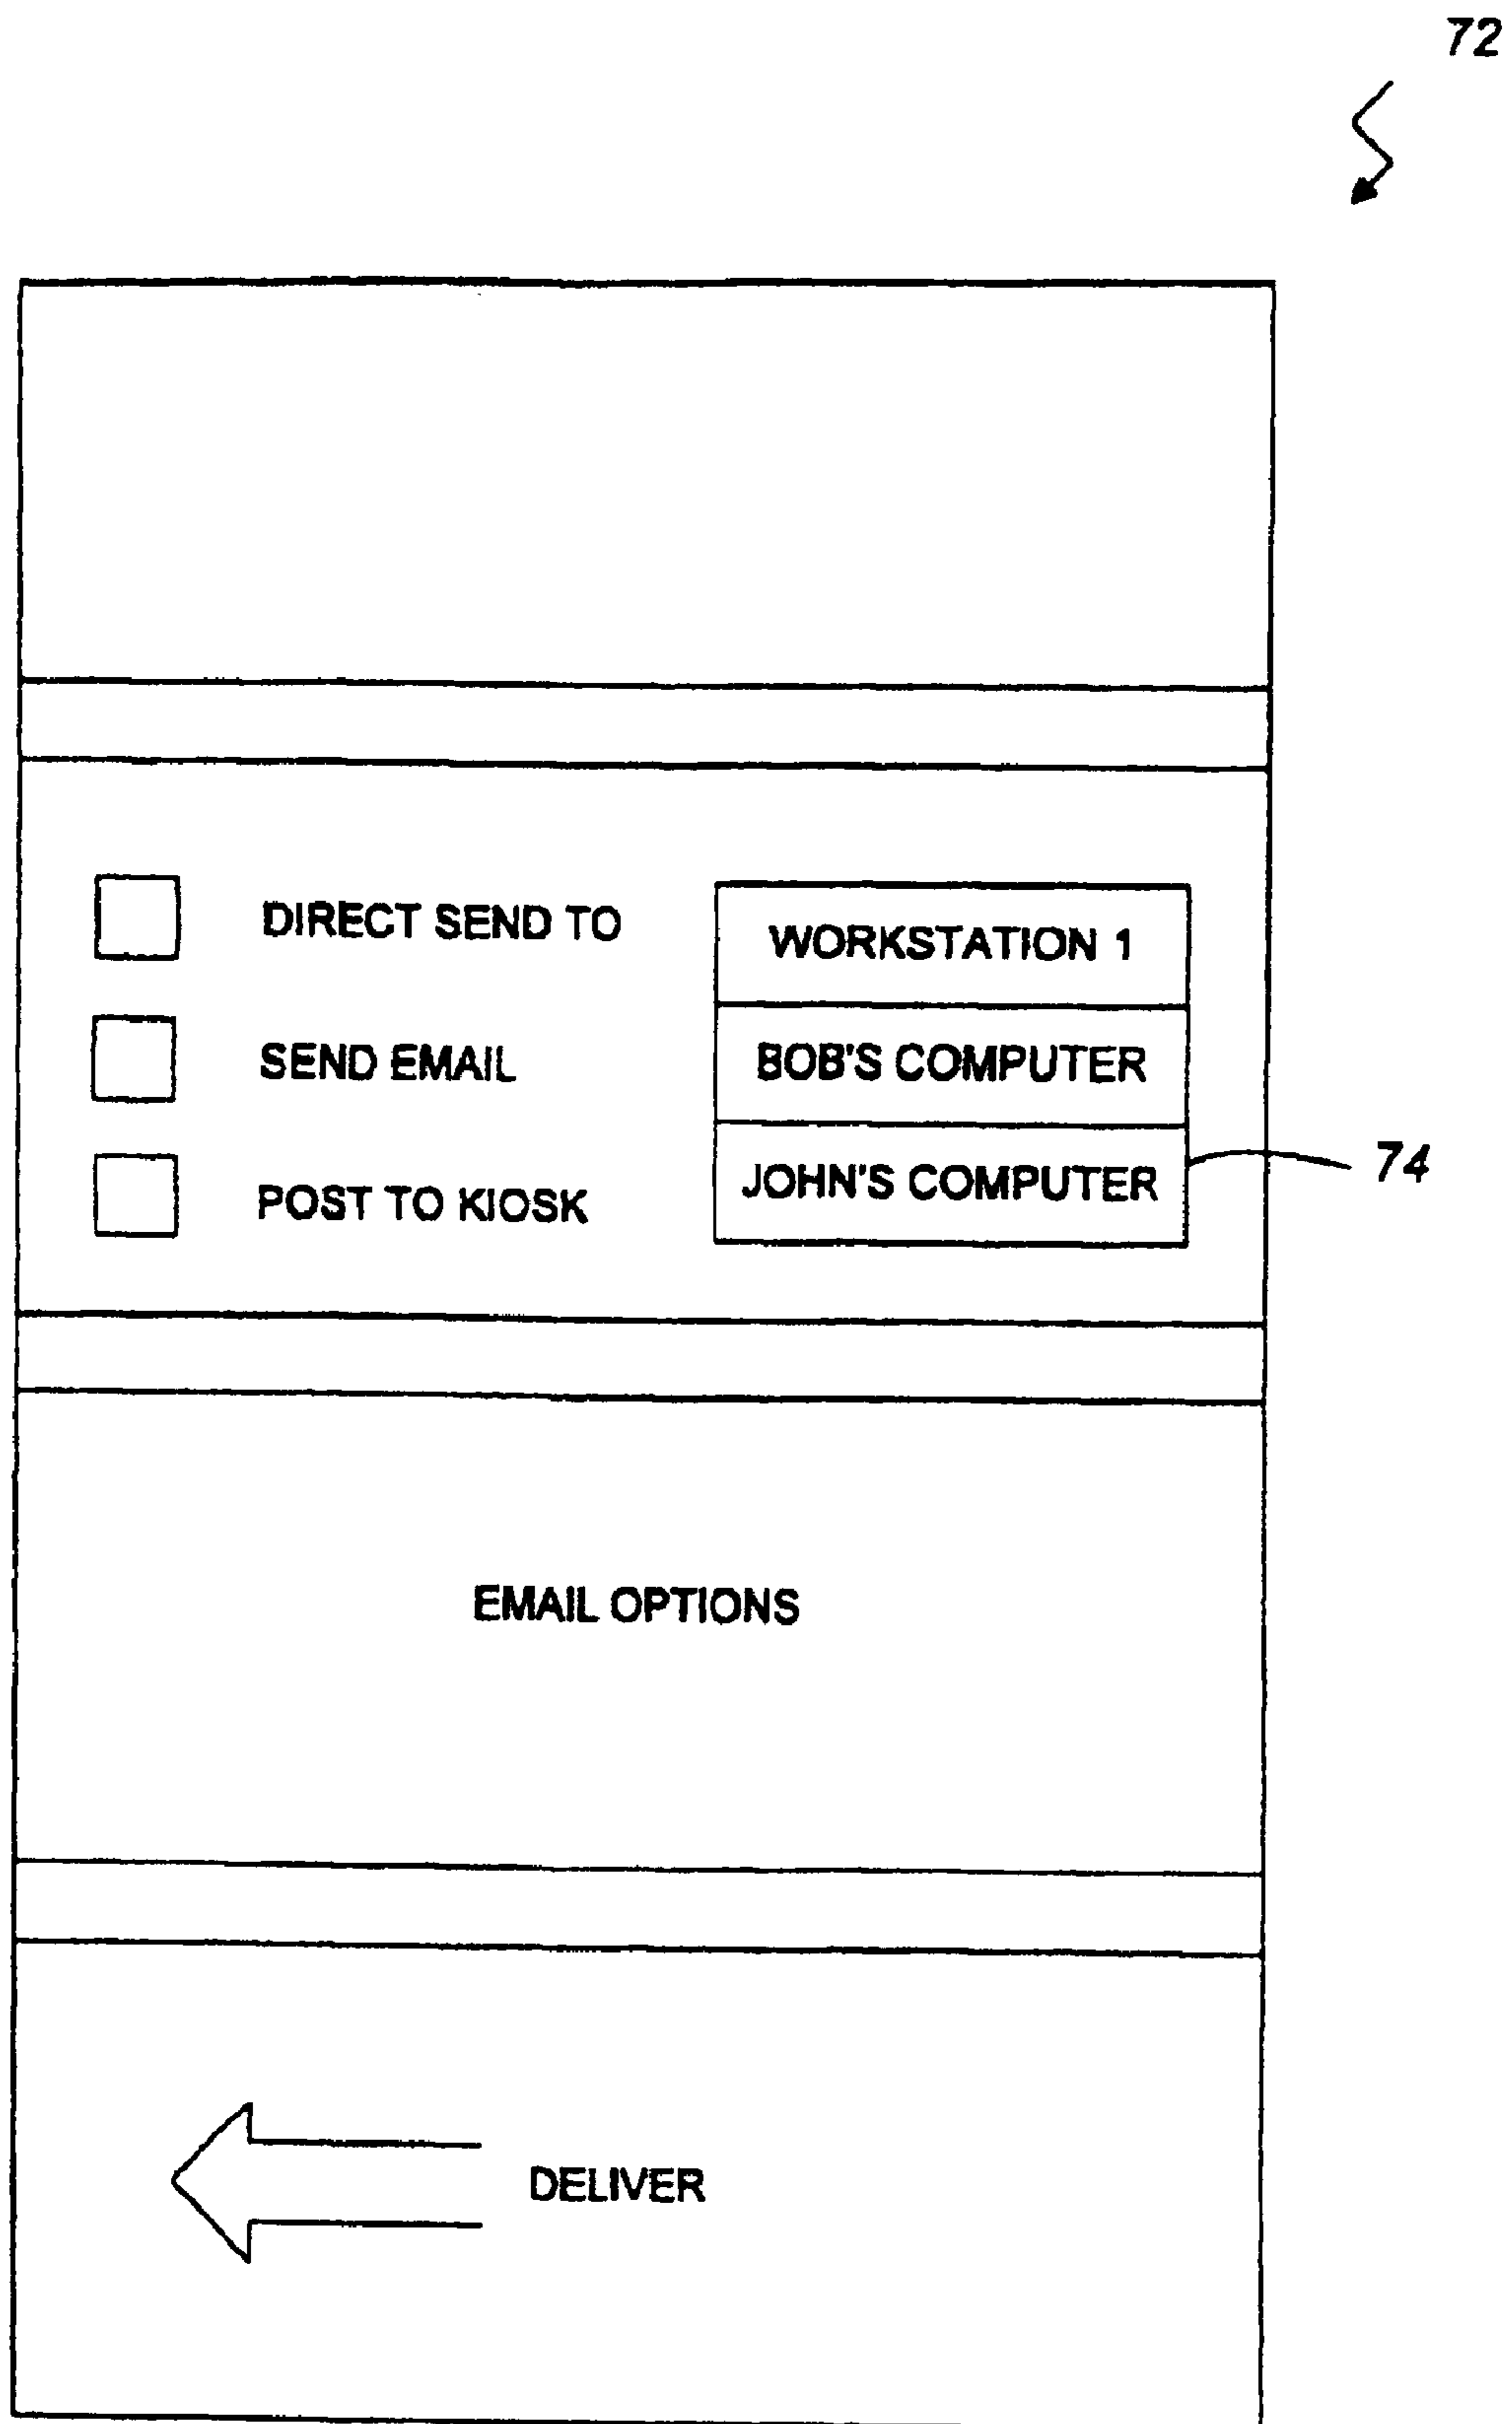 72
DIRECT SEND TO
WORKSTATION 1
SEND EMAIL
BOB'S COMPUTER
POST TO KIOSK
JOHN'S COMPUTER
74
EMAIL OPTIONS
DELIVER